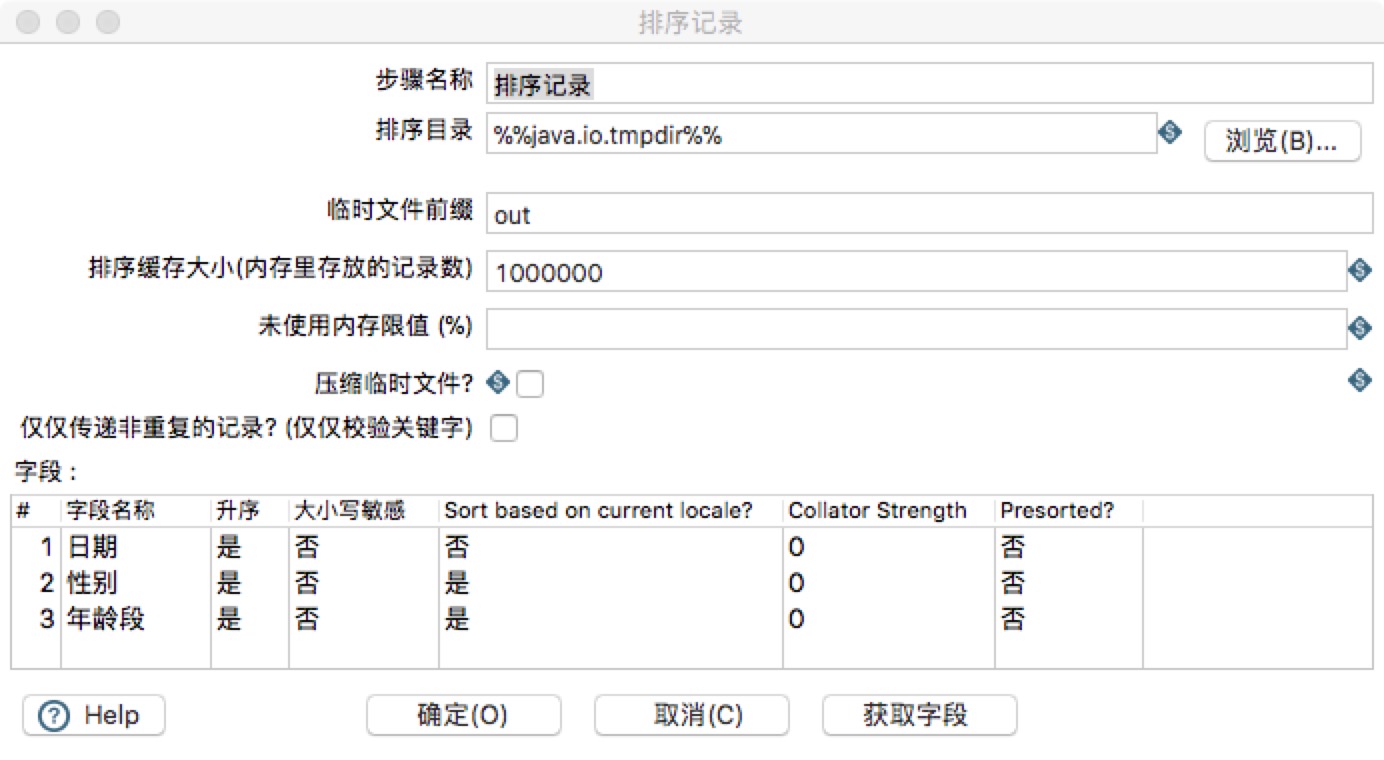 排序记录
步骤名称 排序记录
排序目录 %%java.io.tmpdir%% 浏览(B)...
临时文件前缀 out
排序缓存大小(内存里存放的记录数) 1000000
未使用内存限值 (%)
压缩临时文件?
仅仅传递非重复的记录? (仅仅校验关键字)
字段 :
# 字段名称 升序 大小写敏感 Sort based on current locale? Collator Strength Presorted?
1 日期 是 否 否 0 否
2 性别 是 否 是 0 否
3 年龄段 是 否 是 0 否
Help 确定(O) 取消(C) 获取字段